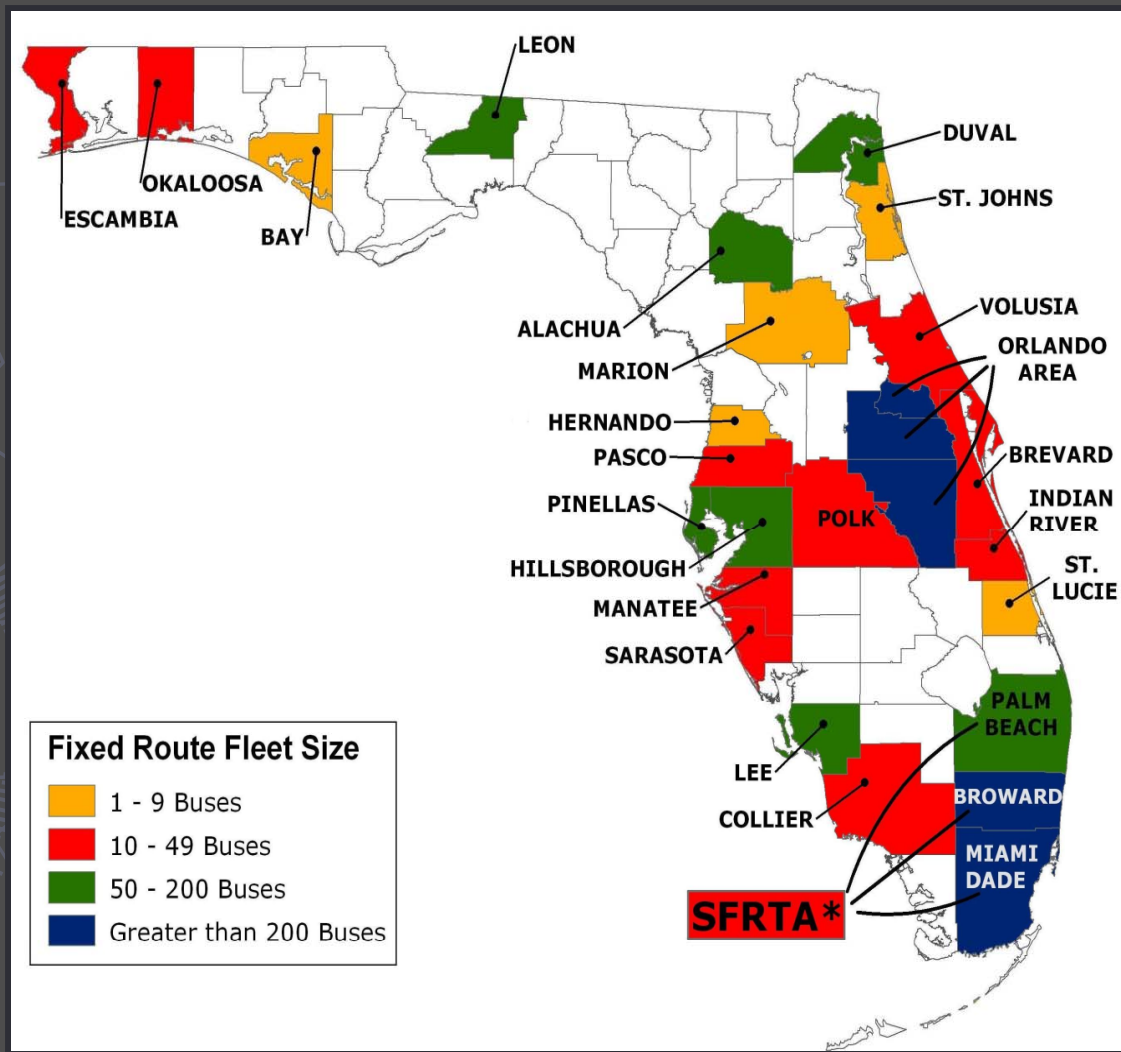 LEON
DUVAL
OKALOOSA
ESCAMBIA
BAY
ST. JOHNS
ALACHUA
VOLUSIA
MARION
ORLANDO
AREA
HERNANDO
PASCO
BREVARD
PINELLAS
POLK
INDIAN
RIVER
HILLSBOROUGH
ST.
LUCIE
MANATEE
SARASOTA
PALM
BEACH
LEE
BROWARD
COLLIER
MIAMI
DADE
SFRTA*
Fixed Route Fleet Size
1 - 9 Buses
10 - 49 Buses
50 - 200 Buses
Greater than 200 Buses